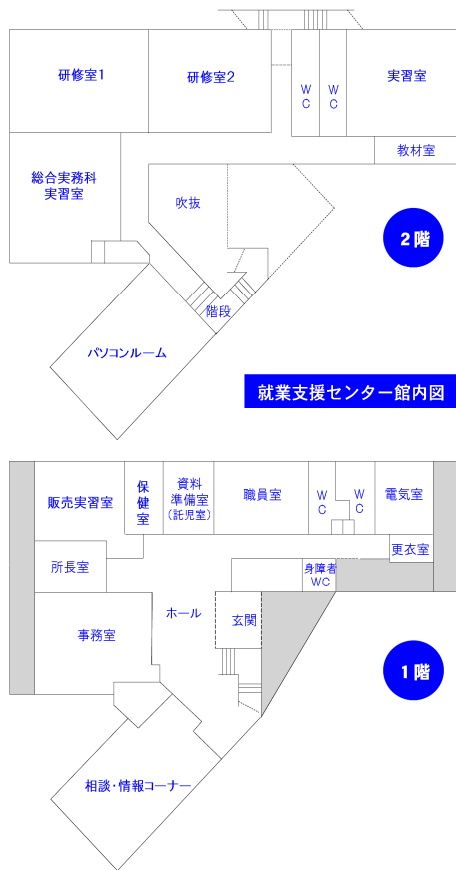 研修室1
研修室2
WC
WC
実習室
教材室
総合実務科
実習室
吹抜
2階
階段
パソコンルーム
就業支援センター館内図
販売実習室
保健室
資料
準備室
(託児室)
職員室
WC
WC
電気室
更衣室
所長室
身障者
WC
ホール
玄関
事務室
1階
相談・情報コーナー